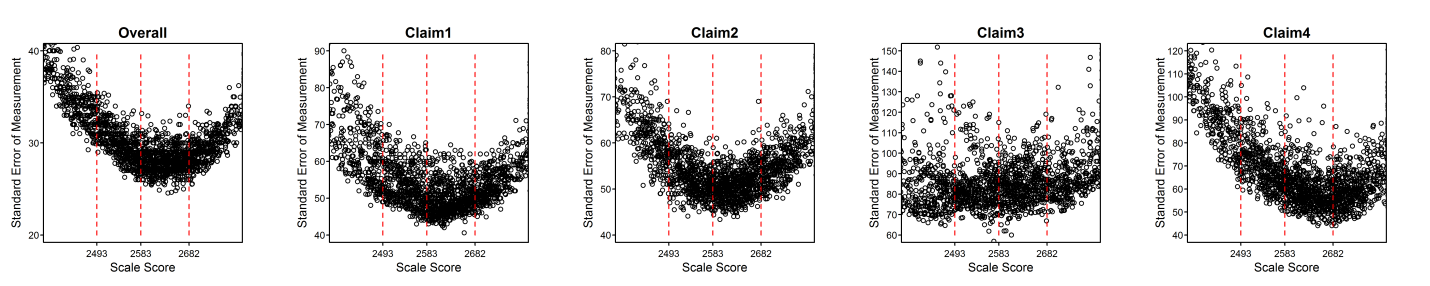 Overall
Standard Error of Measurement
40
30
20
2493 2583 2682
Scale Score
Claim1
Standard Error of Measurement
90
80
70
60
50
40
2493 2583 2682
Scale Score
Claim2
Standard Error of Measurement
80
70
60
50
40
2493 2583 2682
Scale Score
Claim3
Standard Error of Measurement
150
140
130
120
110
100
90
80
70
60
2493 2583 2682
Scale Score
Claim4
Standard Error of Measurement
120
110
100
90
80
70
60
50
40
2493 2583 2682
Scale Score